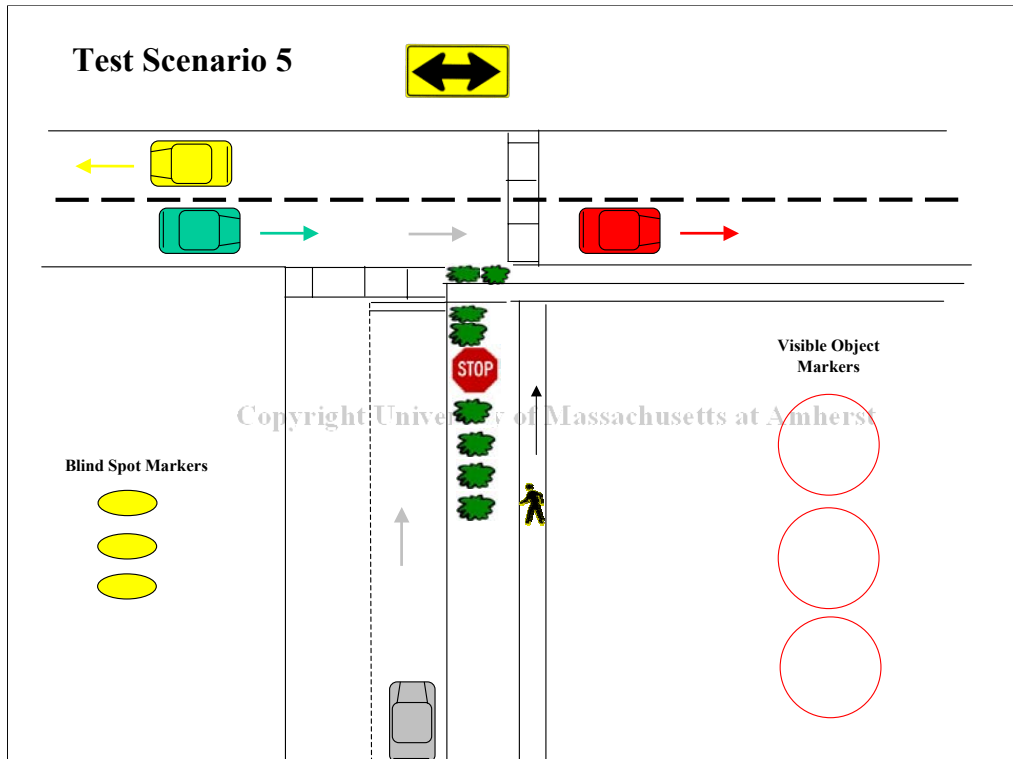 Test Scenario 5
STOP
Visible Object
Markers
Copyright University of Massachusetts at Amherst
Blind Spot Markers